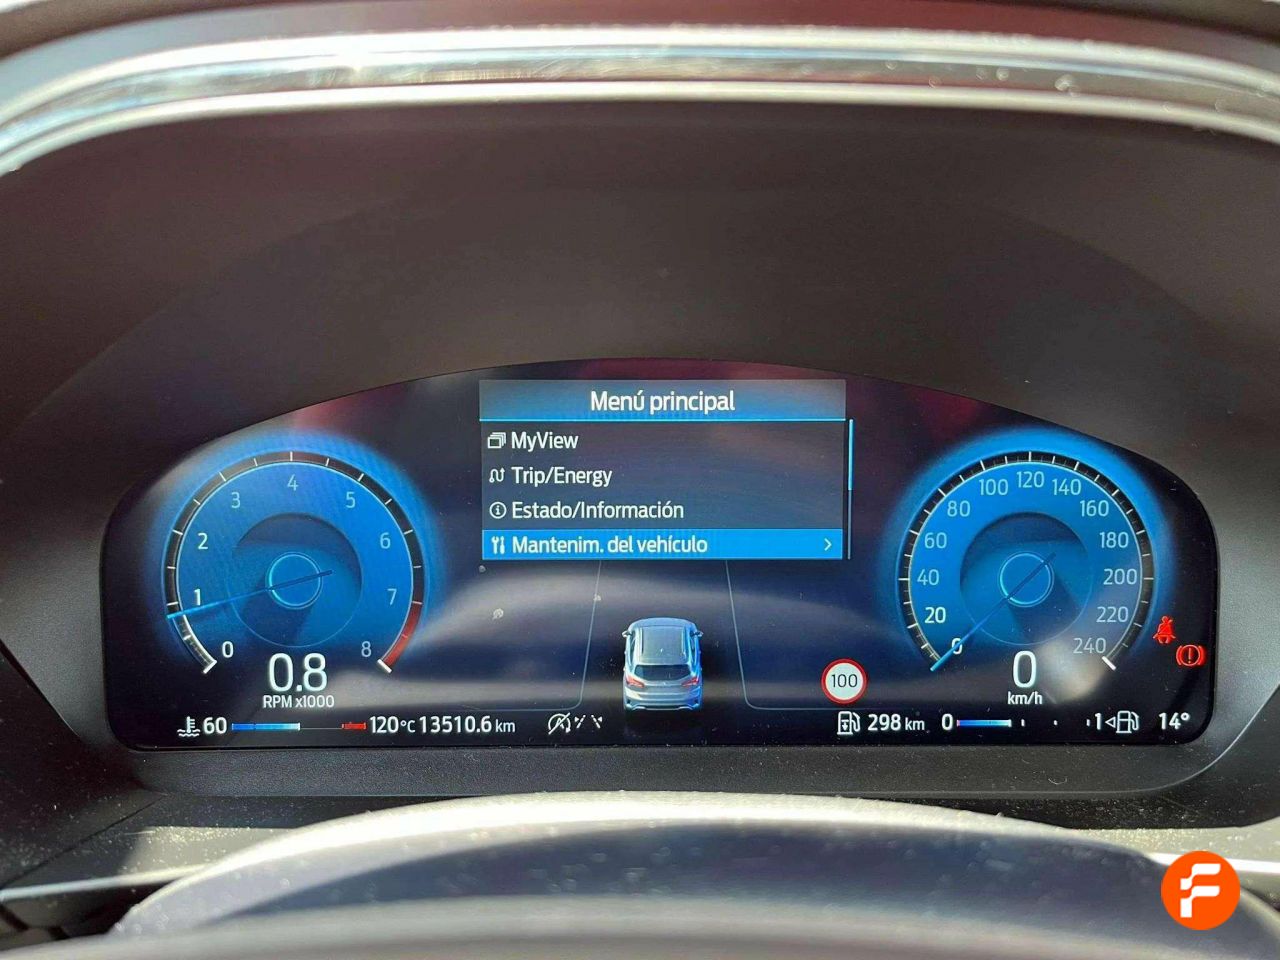 Menú principal
MyView
Trip/Energy
Estado/Información
Mantenim. del vehículo
0 1 2 3 4 5 6 7 8
0.8
RPM x1000
0 20 40 60 80 100 120 140 160 180 200 220 240
0
km/h
100
60 120°C 13510.6 km
298 km 0 1 14°
F